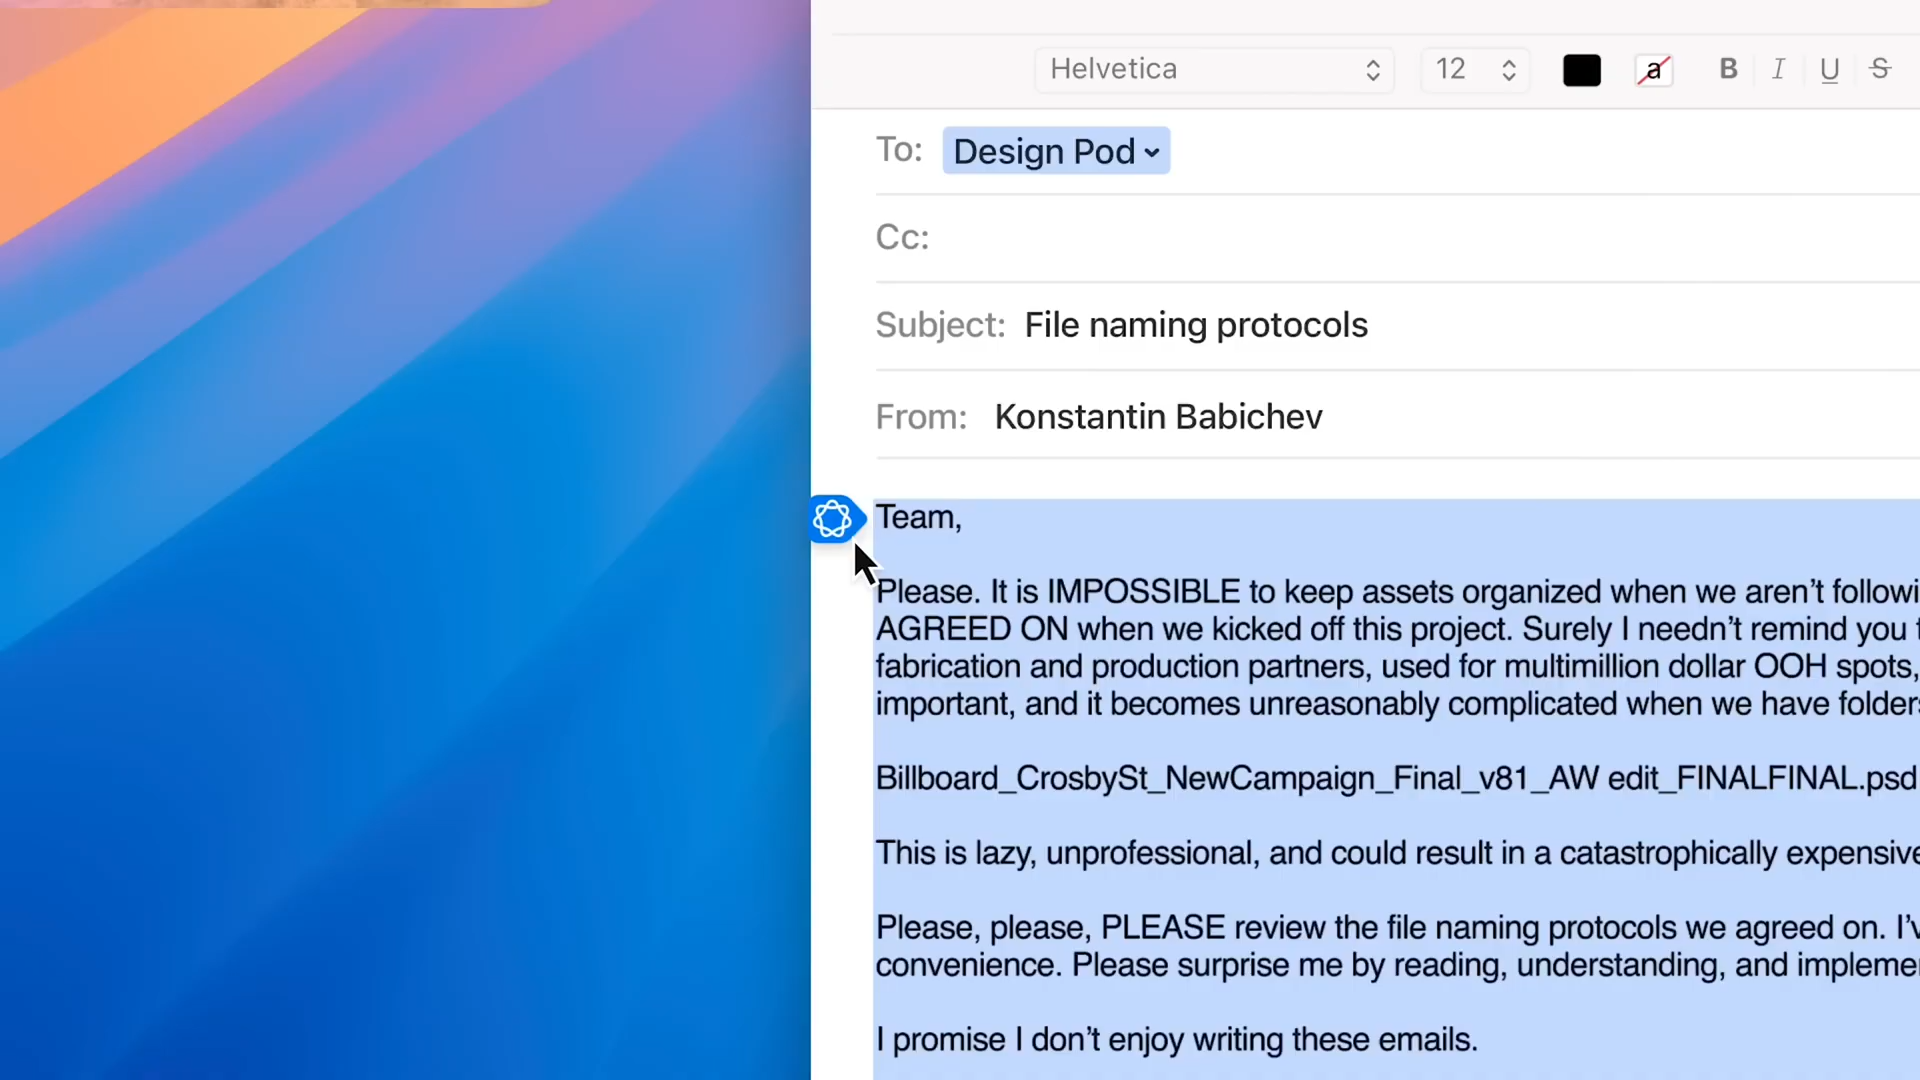 Helvetica 12 a B I U S
To: Design Pod
Cc:
Subject: File naming protocols
From: Konstantin Babichev
Team,
Please. It is IMPOSSIBLE to keep assets organized when we aren’t
AGREED ON when we kicked off this project. Surely I needn’t remind you
fabrication and production partners, used for multimillion dollar OOH spots,
important, and it becomes unreasonably complicated when we have
Billboard_CrosbySt_NewCampaign_Final_v81_AW edit_FINALFINAL.psd
This is lazy, unprofessional, and could result in a catastrophically expensive
Please, please, PLEASE review the file naming protocols we agreed on.
convenience. Please surprise me by reading, understanding, and
I promise I don’t enjoy writing these emails.